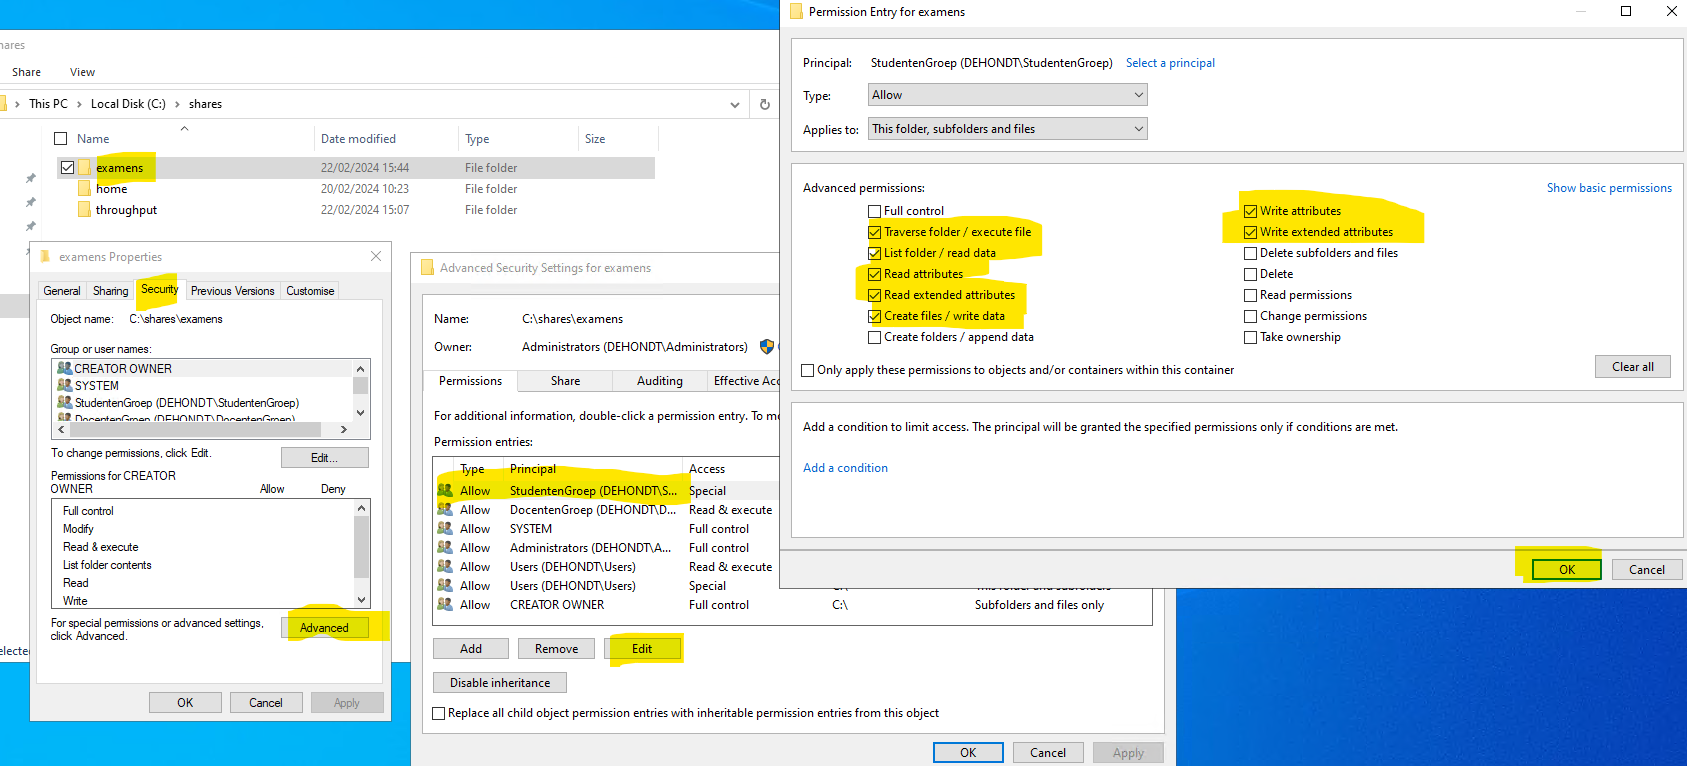 hares
Share View
This PC > Local Disk (C:) > shares
Name Date modified Type Size
examens 22/02/2024 15:44 File folder
home 20/02/2024 10:23 File folder
throughput 22/02/2024 15:07 File folder
examens Properties
General Sharing Security Previous Versions Customise
Object name: C:\shares\examens
Group or user names:
CREATOR OWNER
SYSTEM
StudentenGroep (DEHONDT\StudentenGroep)
DocentenGroep (DEHONDT\DocentenGroep)
To change permissions, click Edit. Edit...
Permissions for CREATOR
OWNER Allow Deny
Full control
Modify
Read & execute
List folder contents
Read
Write
For special permissions or advanced settings,
click Advanced. Advanced
OK Cancel Apply
Advanced Security Settings for examens
Name: C:\shares\examens
Owner: Administrators (DEHONDT\Administrators)
Permissions Share Auditing Effective Acc
For additional information, double-click a permission entry. To mo
Permission entries:
Type Principal Access
Allow StudentenGroep (DEHONDT\S... Special
Allow DocentenGroep (DEHONDT\D... Read & execute
Allow SYSTEM Full control
Allow Administrators (DEHONDT\A... Full control
Allow Users (DEHONDT\Users) Read & execute
Allow Users (DEHONDT\Users) Special C:\ This folder and subfolders
Allow CREATOR OWNER Full control C:\ Subfolders and files only
Add Remove Edit
Disable inheritance
Replace all child object permission entries with inheritable permission entries from this object
OK Cancel Apply
Permission Entry for examens
Principal: StudentenGroep (DEHONDT\StudentenGroep) Select a principal
Type: Allow
Applies to: This folder, subfolders and files
Advanced permissions: Show basic permissions
Full control
Traverse folder / execute file
List folder / read data
Read attributes
Read extended attributes
Create files / write data
Create folders / append data
Write attributes
Write extended attributes
Delete subfolders and files
Delete
Read permissions
Change permissions
Take ownership
Only apply these permissions to objects and/or containers within this container
Clear all
Add a condition to limit access. The principal will be granted the specified permissions only if conditions are met.
Add a condition
OK Cancel